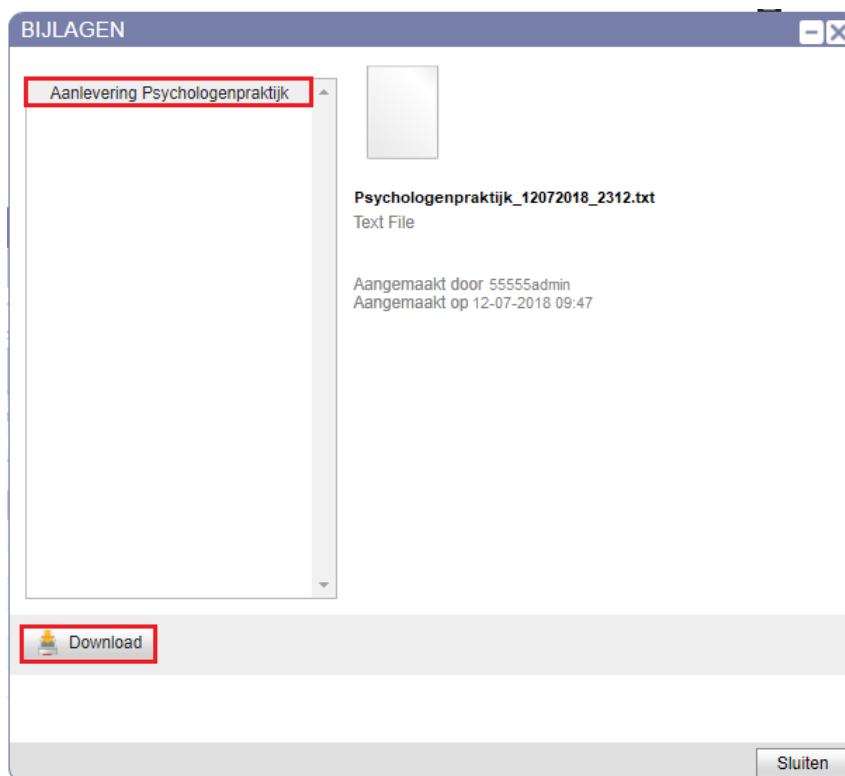 BIJLAGEN
Aanlevering Psychologenpraktijk
Psychologenpraktijk_12072018_2312.txt
Text File
Aangemaakt door 55555admin
Aangemaakt op 12-07-2018 09:47
Download
Sluiten